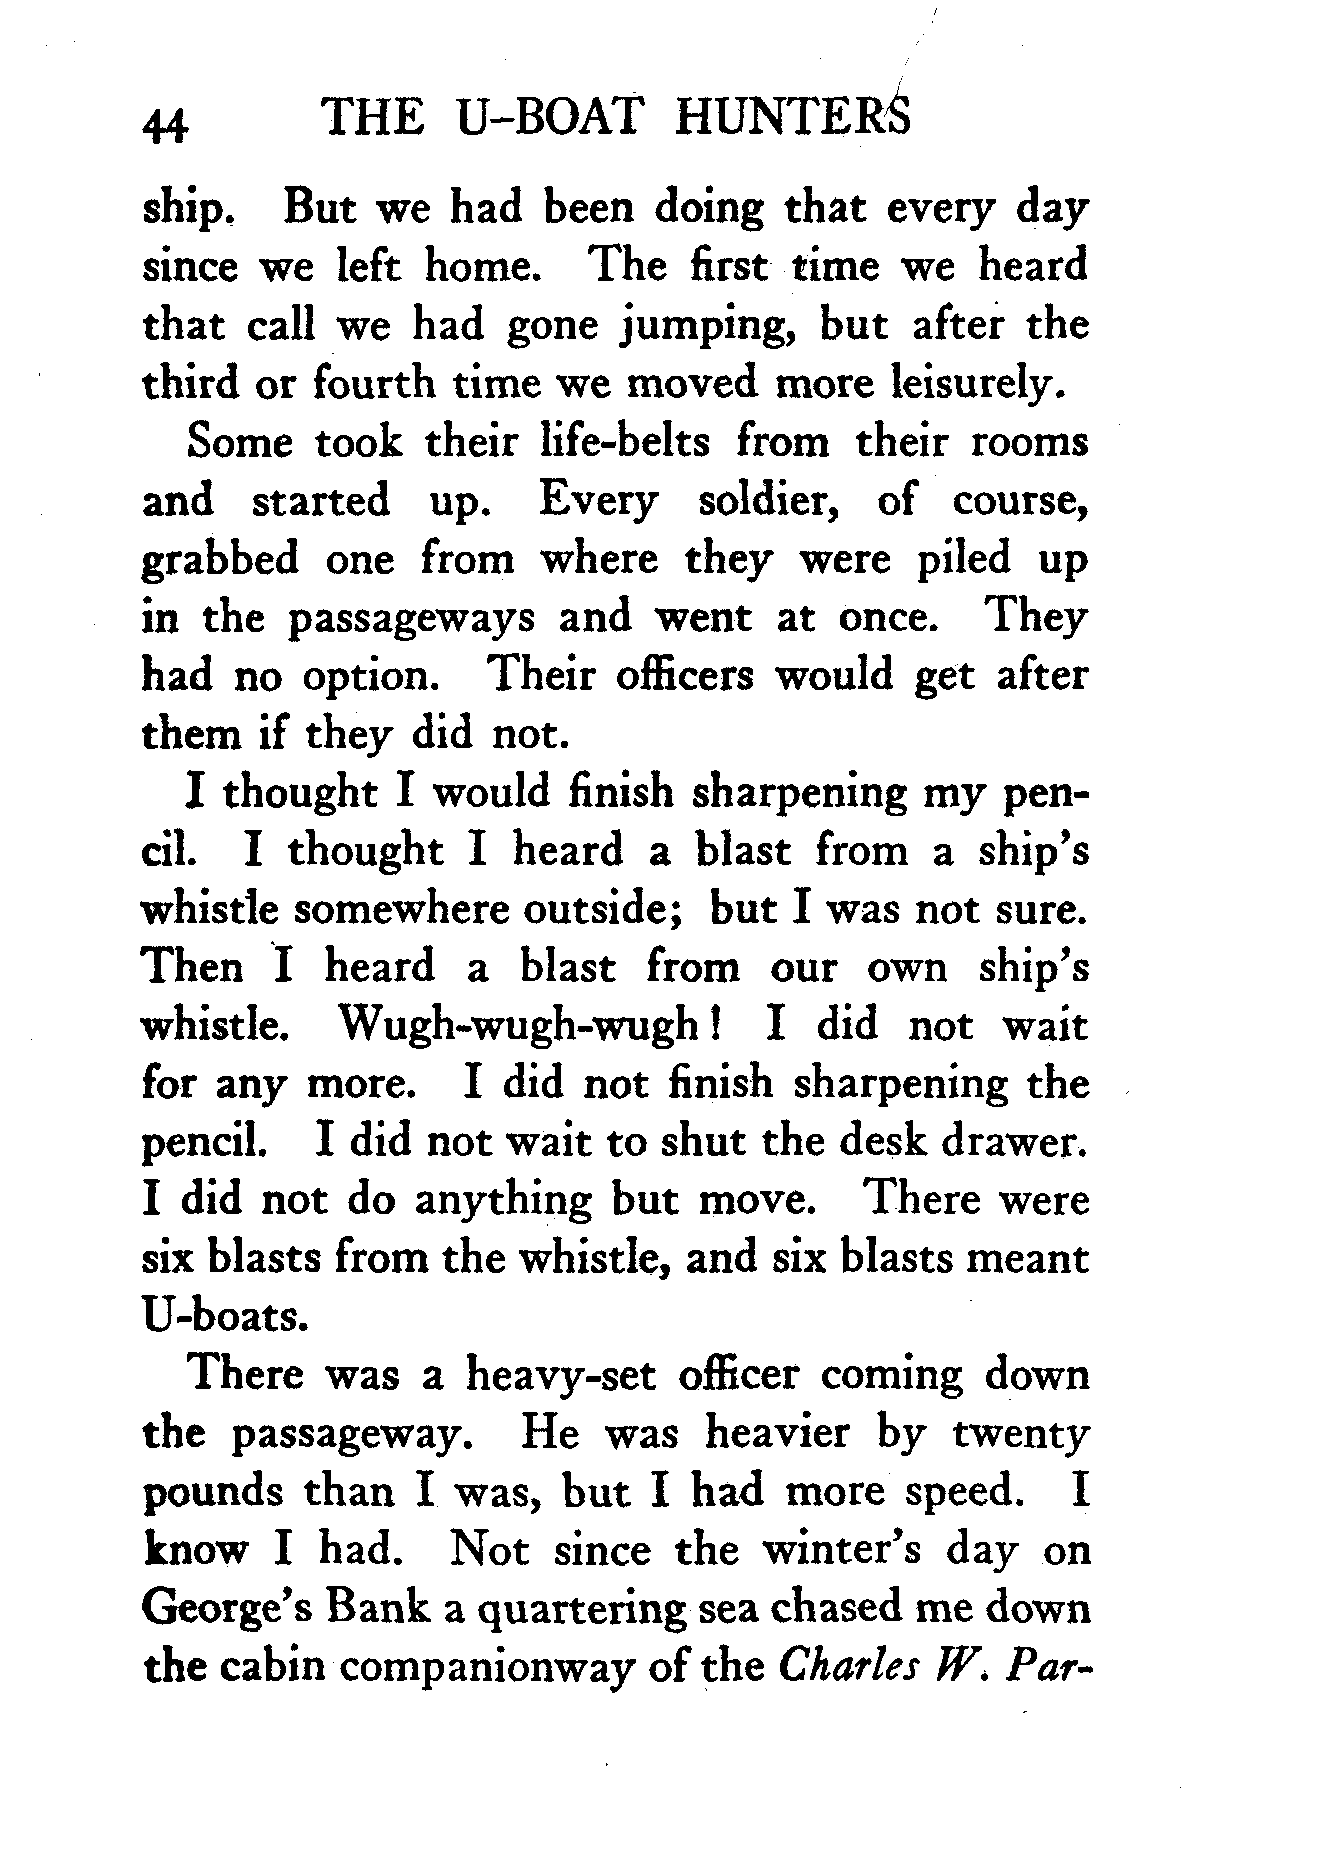 44 THE U-BOAT HUNTERS
ship. But we had been doing that every day
since we left home. The first time we heard
that call we had gone jumping, but after the
third or fourth time we moved more leisurely.
Some took their life-belts from their rooms
and started up. Every soldier, of course,
grabbed one from where they were piled up
in the passageways and went at once. They
had no option. Their officers would get after
them if they did not.
I thought I would finish sharpening my pen-
cil. I thought I heard a blast from a ship's
whistle somewhere outside; but I was not sure.
Then I heard a blast from our own ship's
whistle. Wugh-wugh-wugh! I did not wait
for any more. I did not finish sharpening the
pencil. I did not wait to shut the desk drawer.
I did not do anything but move. There were
six blasts from the whistle, and six blasts meant
U-boats.
There was a heavy-set officer coming down
the passageway. He was heavier by twenty
pounds than I was, but I had more speed. I
know I had. Not since the winter's day on
George's Bank a quartering sea chased me down
the cabin companionway of the Charles W. Par-